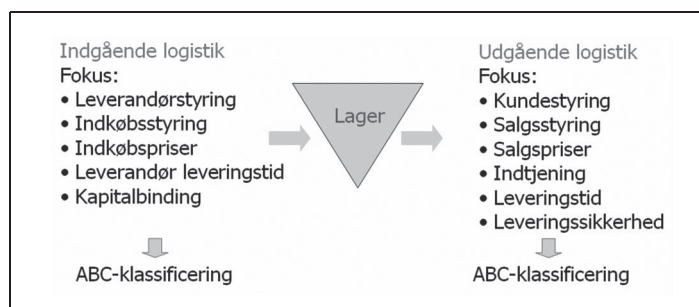 Indgående logistik
Fokus:
• Leverandørstyring
• Indkøbsstyring
• Indkøbspriser
• Leverandør leveringstid
• Kapitalbinding
ABC-klassificering
Lager
Udgående logistik
Fokus:
• Kundestyring
• Salgsstyring
• Salgspriser
• Indtjening
• Leveringstid
• Leveringssikkerhed
ABC-klassificering